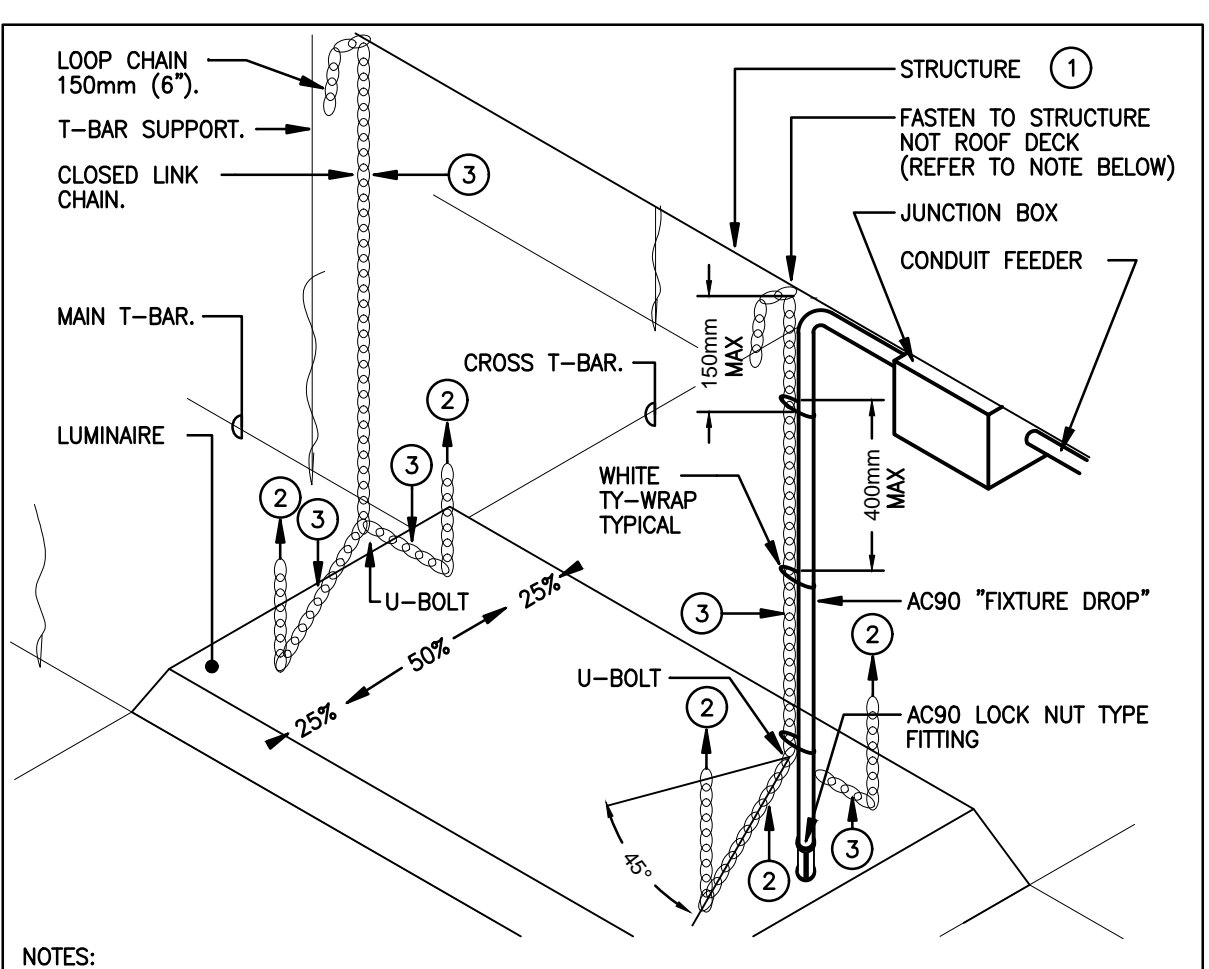 LOOP CHAIN
150mm (6").
T-BAR SUPPORT.
CLOSED LINK
CHAIN.
3
MAIN T-BAR.
LUMINAIRE
2
3
3
2
CROSS T-BAR.
U-BOLT
25%
50%
25%
STRUCTURE 1
FASTEN TO STRUCTURE
NOT ROOF DECK
(REFER TO NOTE BELOW)
JUNCTION BOX
CONDUIT FEEDER
150mm
MAX
400mm
MAX
WHITE
TY-WRAP
TYPICAL
3
AC90 "FIXTURE DROP"
2
U-BOLT
2
AC90 LOCK NUT TYPE
FITTING
45°
2
3
NOTES: